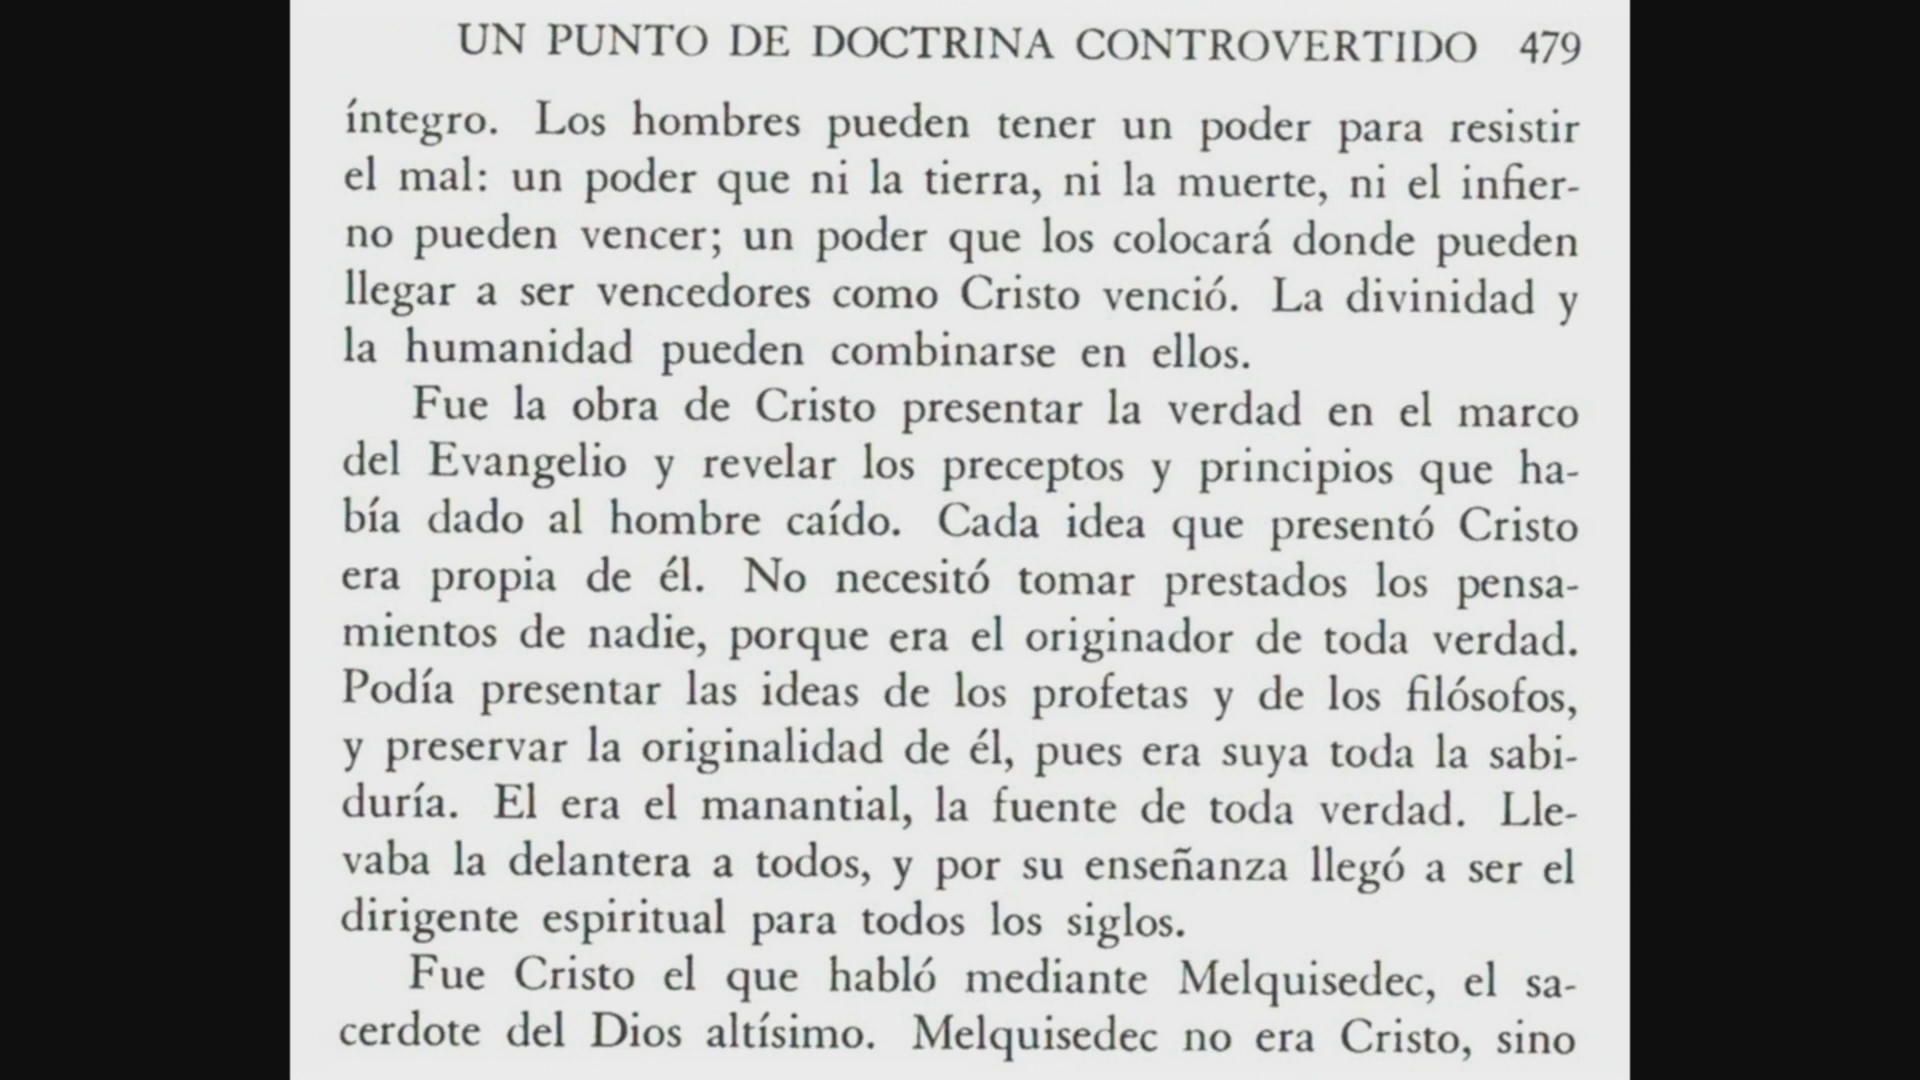 UN PUNTO DE DOCTRINA CONTROVERTIDO 479
íntegro. Los hombres pueden tener un poder para resistir
el mal: un poder que ni la tierra, ni la muerte, ni el infier-
no pueden vencer; un poder que los colocará donde pueden
llegar a ser vencedores como Cristo venció. La divinidad y
la humanidad pueden combinarse en ellos.
Fue la obra de Cristo presentar la verdad en el marco
del Evangelio y revelar los preceptos y principios que ha-
bía dado al hombre caído. Cada idea que presentó Cristo
era propia de él. No necesitó tomar prestados los pensa-
mientos de nadie, porque era el originador de toda verdad.
Podía presentar las ideas de los profetas y de los filósofos,
y preservar la originalidad de él, pues era suya toda la sabi-
duría. El era el manantial, la fuente de toda verdad. Lle-
vaba la delantera a todos, y por su enseñanza llegó a ser el
dirigente espiritual para todos los siglos.
Fue Cristo el que habló mediante Melquisedec, el sa-
cerdote del Dios altísimo. Melquisedec no era Cristo, sino